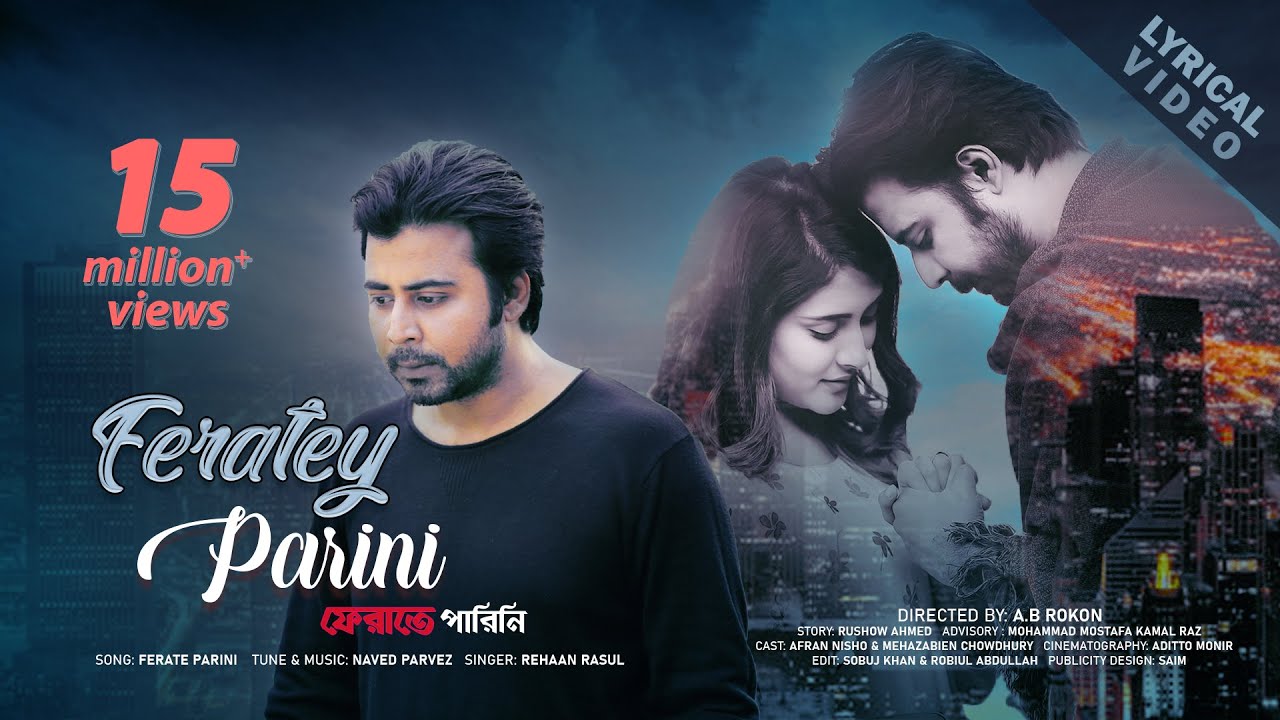 LYRICAL
VIDEO
15
million+
views
Feratey
Parini
ফেরাতে পারিনি
SONG: FERATE PARINI TUNE & MUSIC: NAVED PARVEZ SINGER: REHAAN RASUL
DIRECTED BY: A.B ROKON
STORY: RUSHOW AHMED ADVISORY : MOHAMMAD MOSTAFA KAMAL RAZ
CAST: AFRAN NISHO & MEHAZABIEN CHOWDHURY CINEMATOGRAPHY: ADITTO MONIR
EDIT: SOBUJ KHAN & ROBIUL ABDULLAH PUBLICITY DESIGN: SAIM